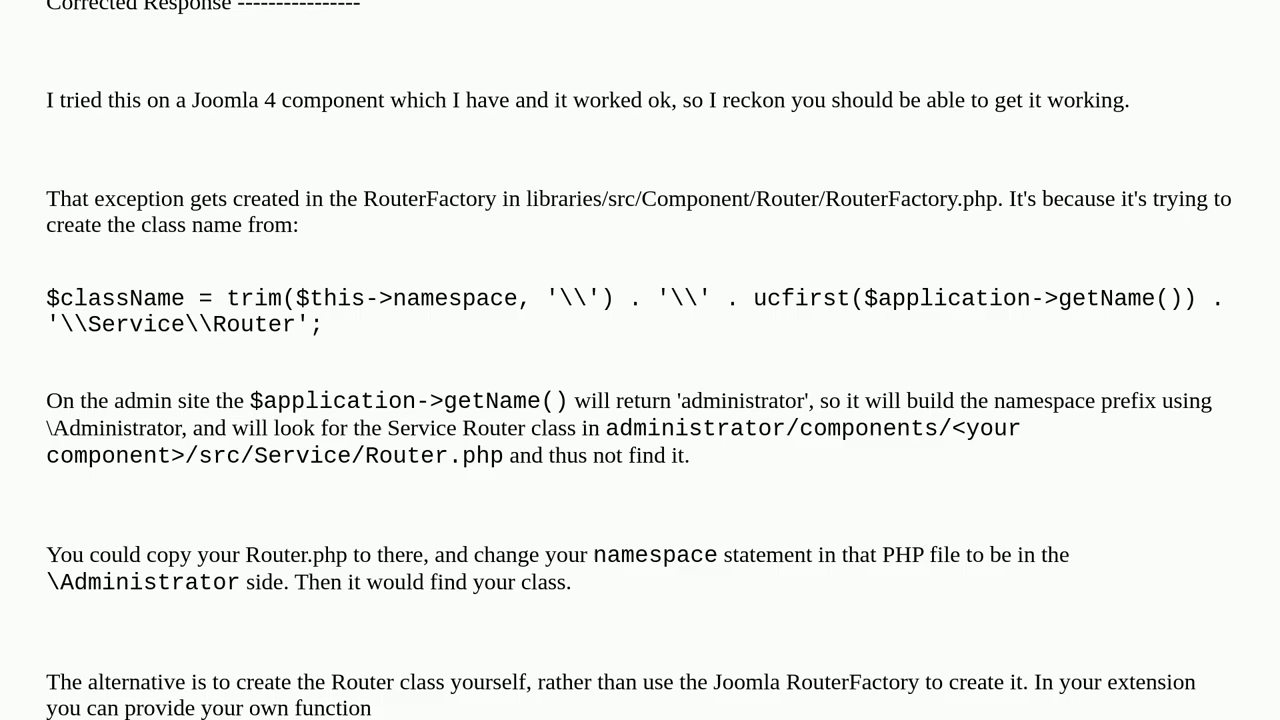 Corrected Response ----------------
I tried this on a Joomla 4 component which I have and it worked ok, so I reckon you should be able to get it working.
That exception gets created in the RouterFactory in libraries/src/Component/Router/RouterFactory.php. It's because it's trying to
create the class name from:
$className = trim($this->namespace, '\\') . '\\' . ucfirst($application->getName()) .
'\\Service\\Router';
On the admin site the $application->getName() will return 'administrator', so it will build the namespace prefix using
\Administrator, and will look for the Service Router class in administrator/components/<your
component>/src/Service/Router.php and thus not find it.
You could copy your Router.php to there, and change your namespace statement in that PHP file to be in the
\Administrator side. Then it would find your class.
The alternative is to create the Router class yourself, rather than use the Joomla RouterFactory to create it. In your extension
you can provide your own function